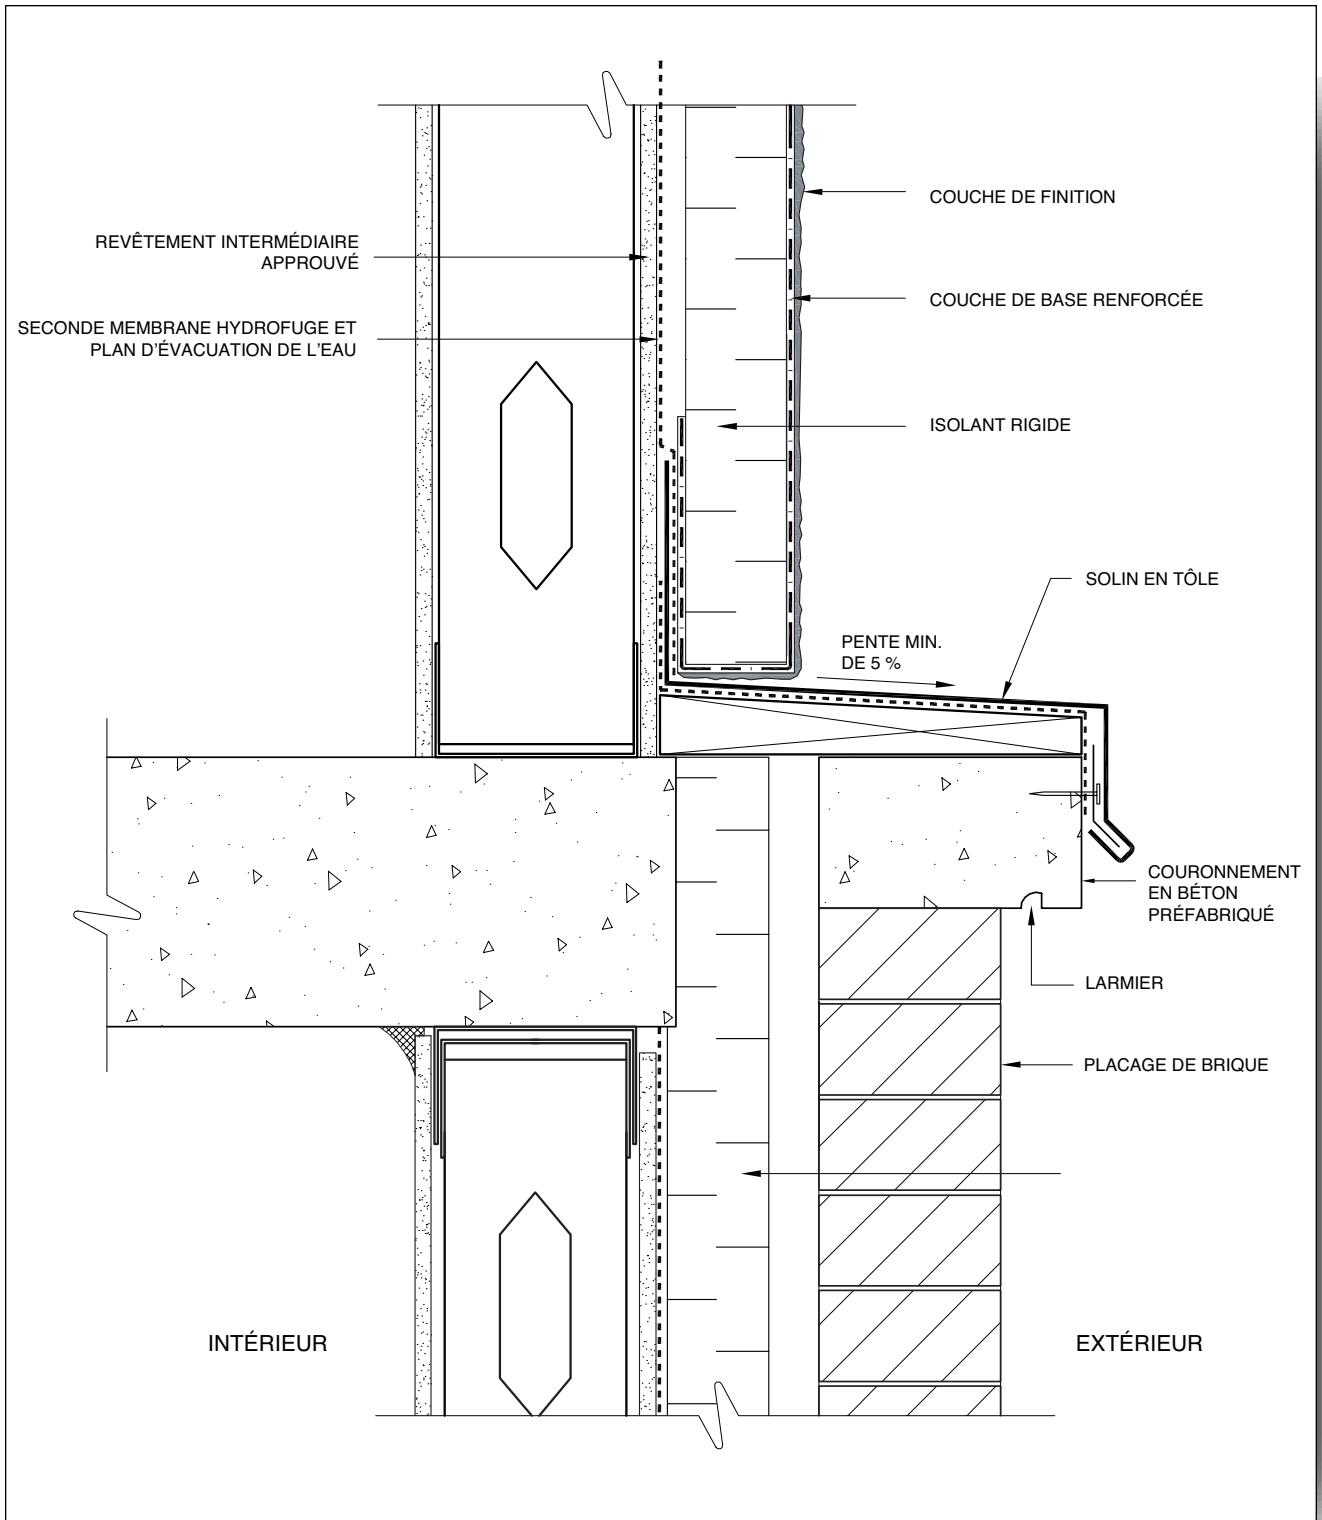 COUCHE DE FINITION
REVÊTEMENT INTERMÉDIAIRE
APPROUVÉ
COUCHE DE BASE RENFORCÉE
SECONDE MEMBRANE HYDROFUGE ET
PLAN D'ÉVACUATION DE L'EAU
ISOLANT RIGIDE
SOLIN EN TÔLE
PENTE MIN.
DE 5 %
COURONNEMENT
EN BÉTON
PRÉFABRIQUÉ
LARMIER
PLACAGE DE BRIQUE
INTÉRIEUR
EXTÉRIEUR